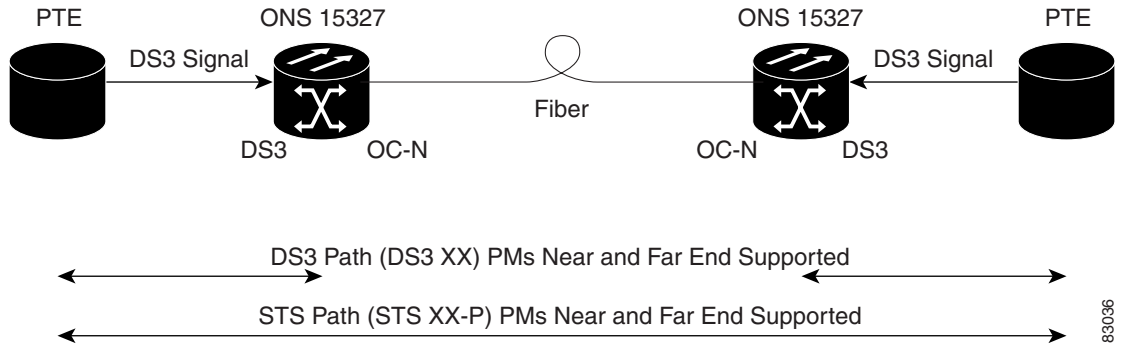 PTE
ONS 15327
ONS 15327
PTE
DS3 Signal
DS3 Signal
Fiber
DS3
OC-N
OC-N
DS3
DS3 Path (DS3 XX) PMs Near and Far End Supported
STS Path (STS XX-P) PMs Near and Far End Supported
83036